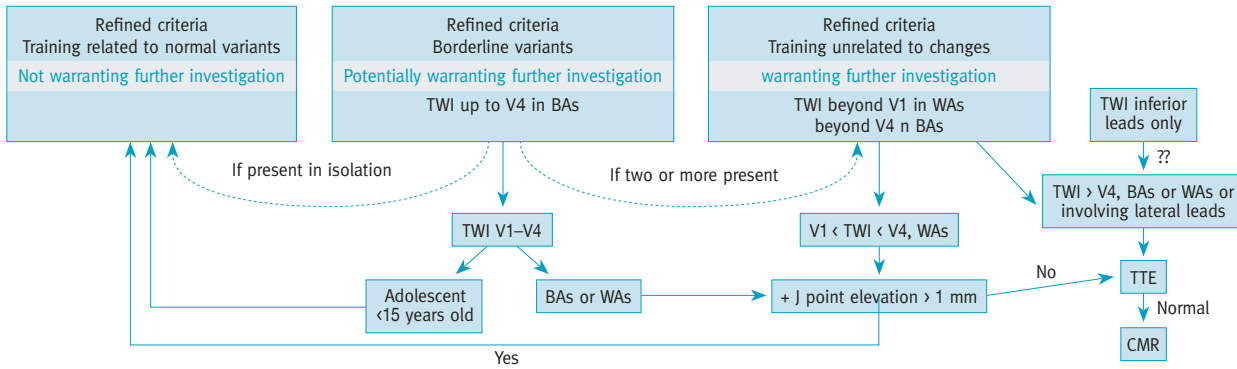 Refined criteria
Training related to normal variants
Not warranting further investigation
Refined criteria
Borderline variants
Potentially warranting further investigation
TWI up to V4 in BAs
Refined criteria
Training unrelated to changes
warranting further investigation
TWI beyond V1 in WAs
beyond V4 n BAs
TWI inferior
leads only
??
If present in isolation
If two or more present
TWI > V4, BAs or WAs or
involving lateral leads
TWI V1–V4
V1 < TWI < V4, WAs
Adolescent
<15 years old
BAs or WAs
+ J point elevation > 1 mm
No
TTE
Normal
CMR
Yes